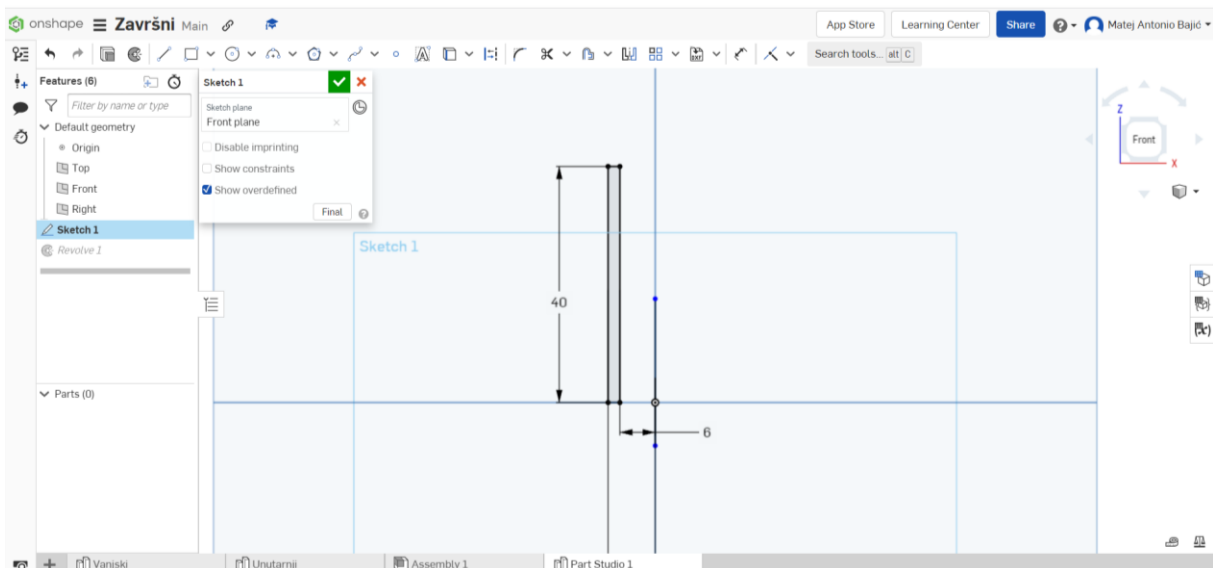 onshape Završni Main
App Store
Learning Center
Share
Matej Antonio Bajić
Search tools... alt C
Features (6)
Filter by name or type
Default geometry
Origin
Top
Front
Right
Sketch 1
Revolve 1
Parts (0)
Sketch 1
Sketch plane
Front plane
Disable imprinting
Show constraints
Show overdefined
Final
Sketch 1
40
6
Z
Front
X
Vanjski
Unutarnji
Assembly 1
Part Studio 1